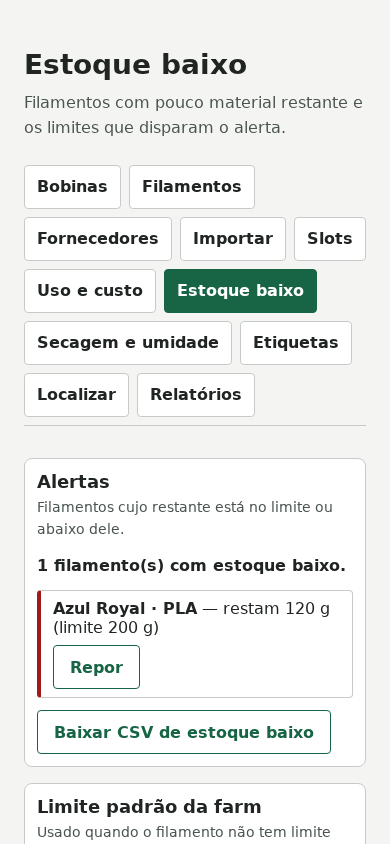 Estoque baixo
Filamentos com pouco material restante e
os limites que disparam o alerta.
Bobinas
Filamentos
Fornecedores
Importar
Slots
Uso e custo
Estoque baixo
Secagem e umidade
Etiquetas
Localizar
Relatórios
Alertas
Filamentos cujo restante está no limite ou
abaixo dele.
1 filamento(s) com estoque baixo.
Azul Royal · PLA — restam 120 g
(limite 200 g)
Repor
Baixar CSV de estoque baixo
Limite padrão da farm
Usado quando o filamento não tem limite